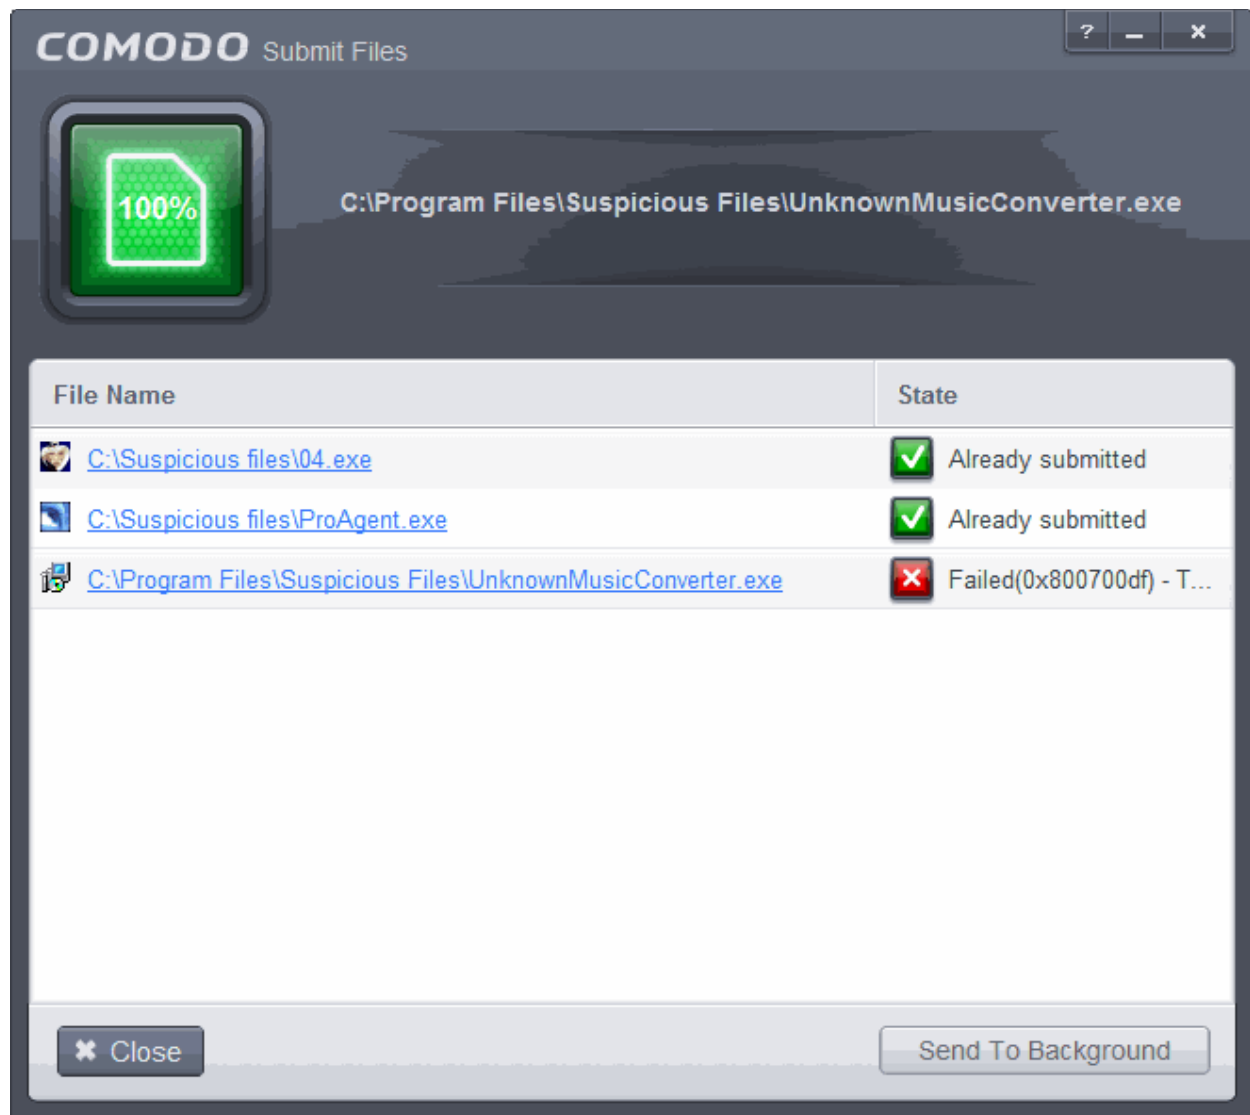 COMODO Submit Files
?
100%
C:\Program Files\Suspicious Files\UnknownMusicConverter.exe
File Name State
C:\Suspicious files\04.exe Already submitted
C:\Suspicious files\ProAgent.exe Already submitted
C:\Program Files\Suspicious Files\UnknownMusicConverter.exe Failed(0x800700df) - T...
Close Send To Background